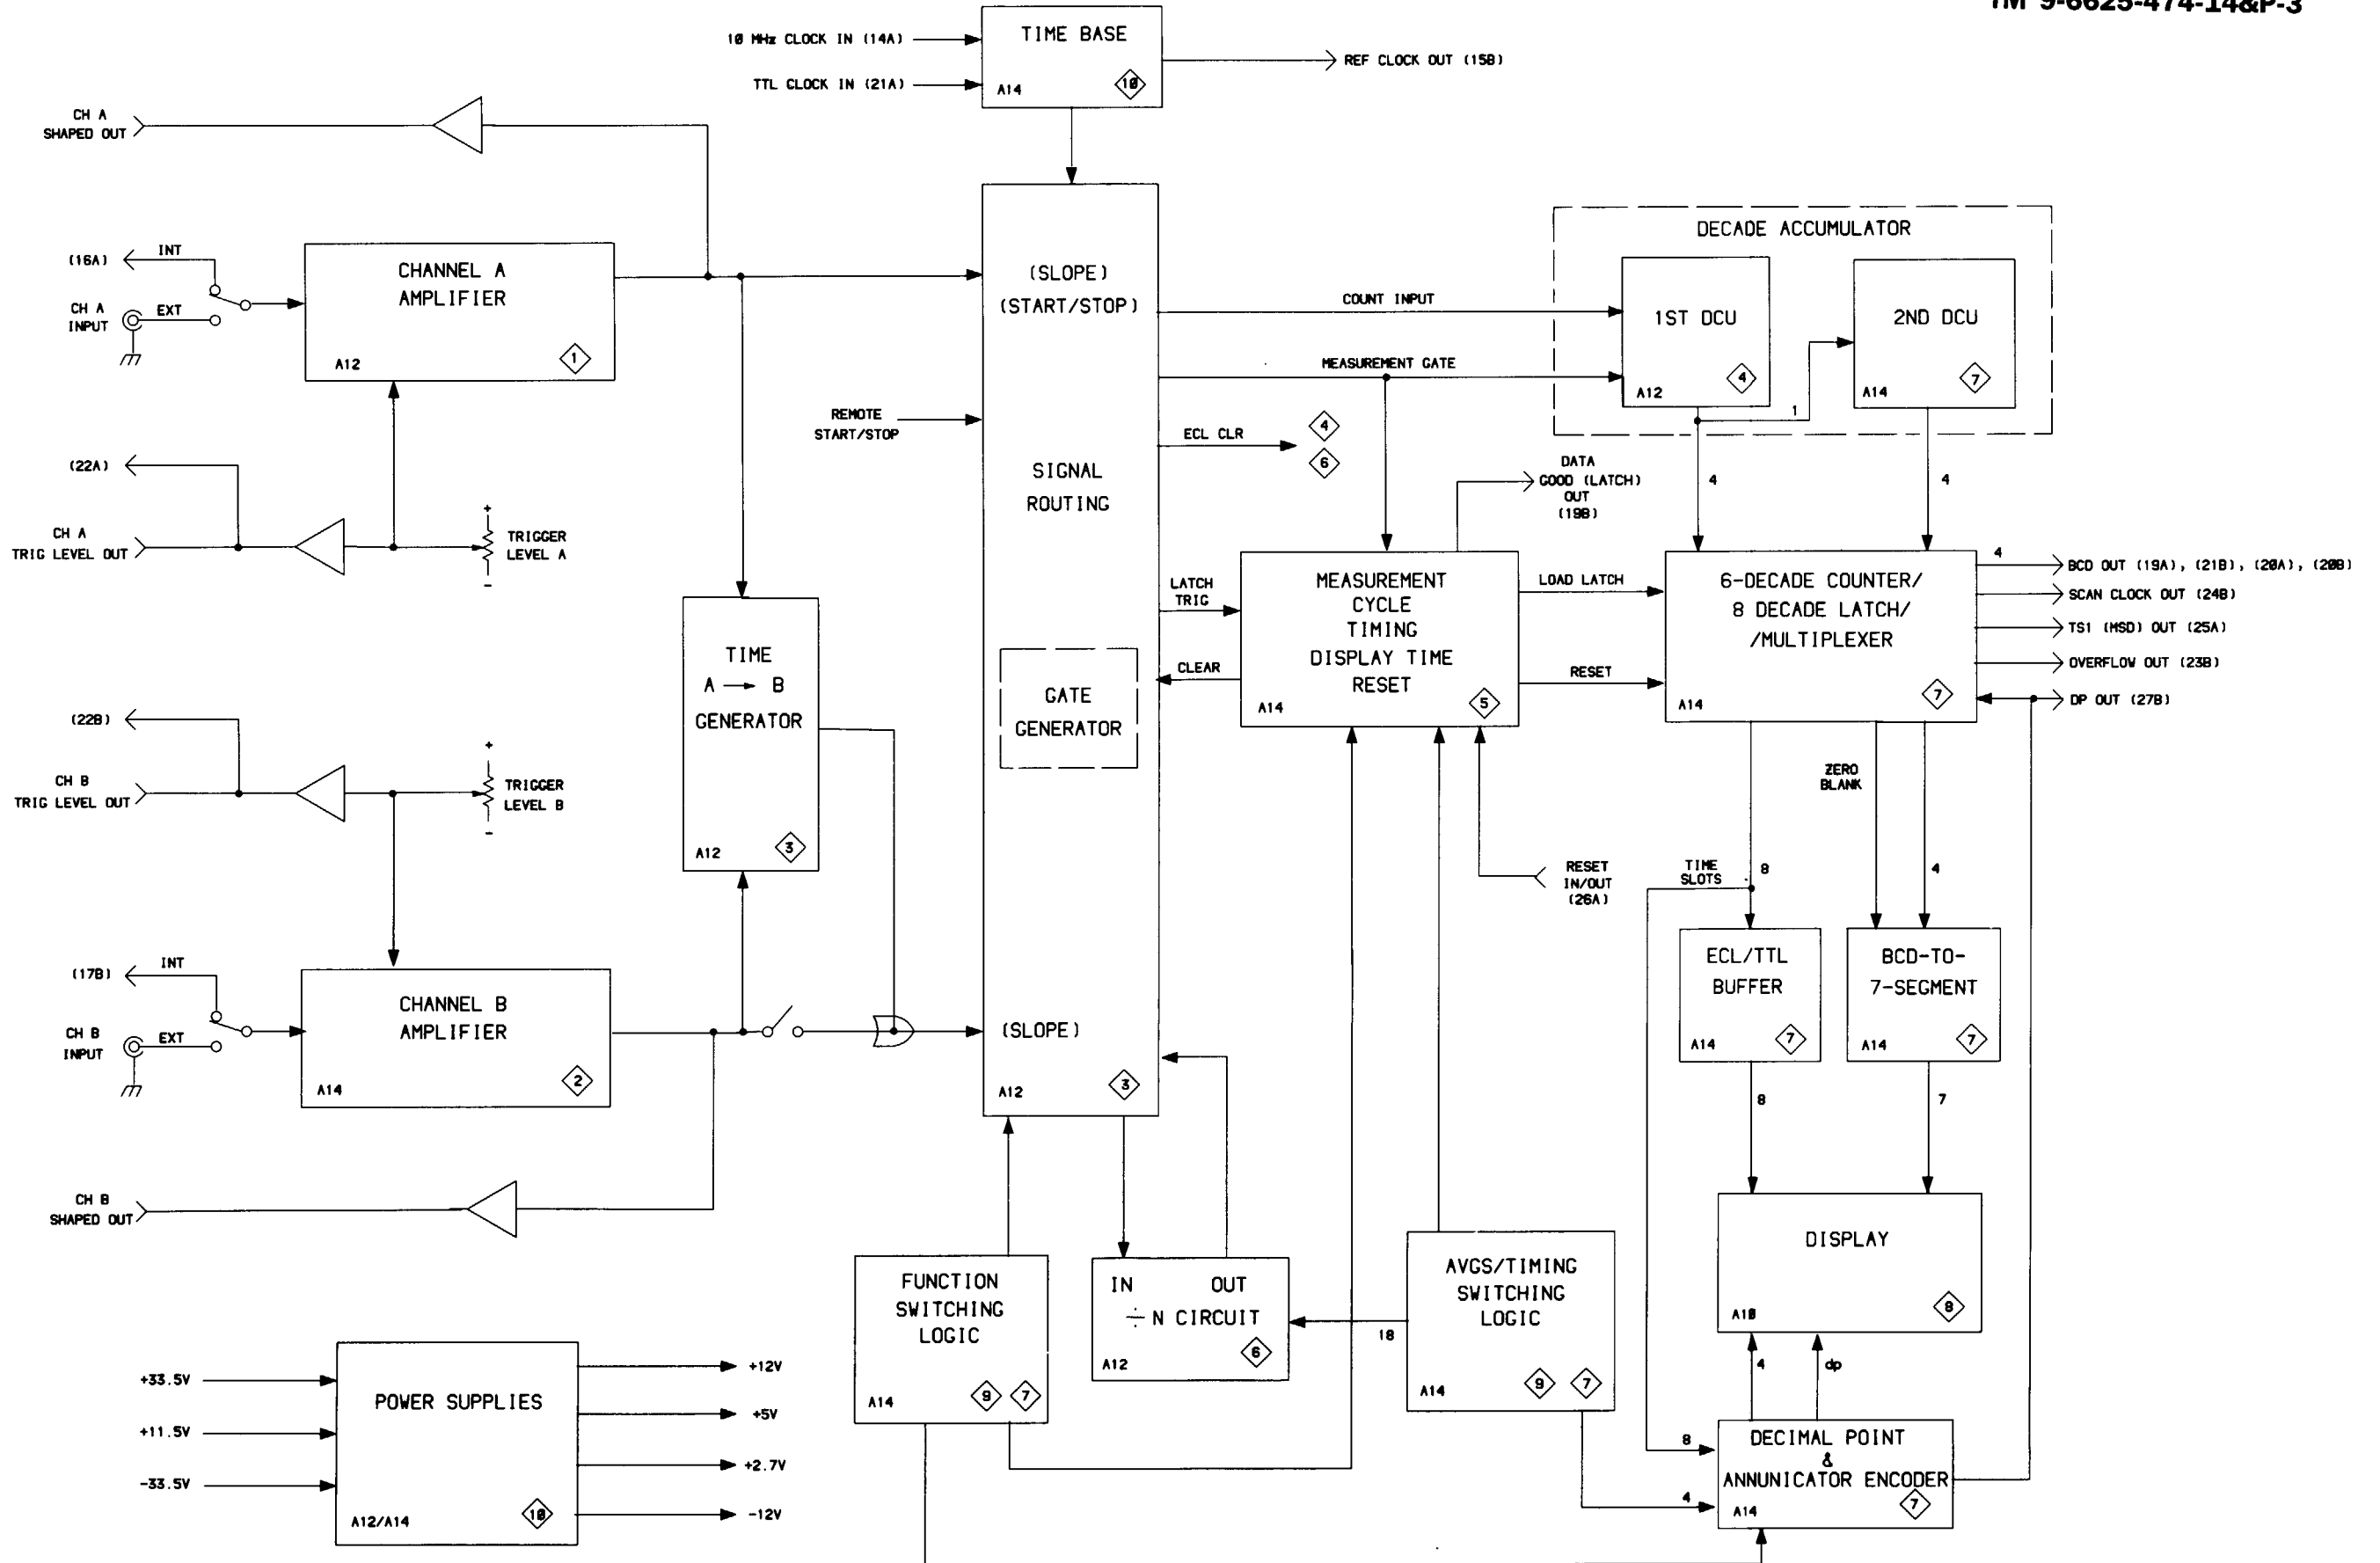 TM 9-6625-474-14&P-3
10 MHz CLOCK IN (14A)
TTL CLOCK IN (21A)
TIME BASE
A14
10
REF CLOCK OUT (15B)
CH A
SHAPED OUT
(16A)
INT
CH A
INPUT
EXT
CHANNEL A
AMPLIFIER
A12
1
(22A)
CH A
TRIG LEVEL OUT
+
TRIGGER
LEVEL A
-
(22B)
CH B
TRIG LEVEL OUT
+
TRIGGER
LEVEL B
-
(17B)
INT
CH B
INPUT
EXT
CHANNEL B
AMPLIFIER
A14
2
CH B
SHAPED OUT
TIME
A → B
GENERATOR
A12
3
REMOTE
START/STOP
(SLOPE)
(START/STOP)
SIGNAL
ROUTING
GATE
GENERATOR
(SLOPE)
A12
3
COUNT INPUT
MEASUREMENT GATE
ECL CLR
4
6
DATA
GOOD (LATCH)
OUT
(19B)
LATCH
TRIG
CLEAR
MEASUREMENT
CYCLE
TIMING
DISPLAY TIME
RESET
A14
5
LOAD LATCH
RESET
RESET
IN/OUT
(26A)
DECADE ACCUMULATOR
1ST DCU
A12
4
2ND DCU
A14
7
1
4
4
6-DECADE COUNTER/
8 DECADE LATCH/
/MULTIPLEXER
A14
7
4
BCD OUT (19A), (21B), (20A), (20B)
SCAN CLOCK OUT (24B)
TS1 (MSD) OUT (25A)
OVERFLOW OUT (23B)
DP OUT (27B)
ZERO
BLANK
TIME
SLOTS
8
4
ECL/TTL
BUFFER
A14
7
BCD-TO-
7-SEGMENT
A14
7
8
7
DISPLAY
A10
8
4
dp
DECIMAL POINT
&
ANNUNICATOR ENCODER
A14
7
8
4
FUNCTION
SWITCHING
LOGIC
A14
9
7
IN OUT
÷N CIRCUIT
A12
6
18
AVGS/TIMING
SWITCHING
LOGIC
A14
9
7
+33.5V
+11.5V
-33.5V
POWER SUPPLIES
A12/A14
10
+12V
+5V
+2.7V
-12V